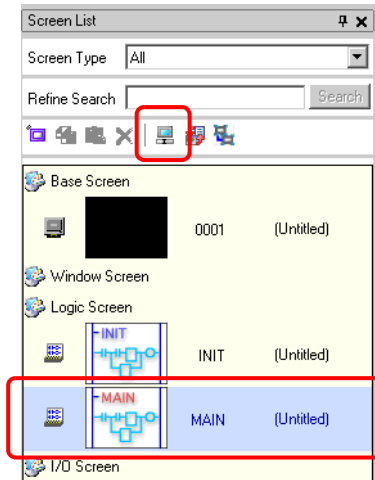 Screen List
Screen Type All
Refine Search Search
Base Screen
0001 (Untitled)
Window Screen
Logic Screen
INIT
INIT (Untitled)
MAIN
MAIN (Untitled)
I/O Screen